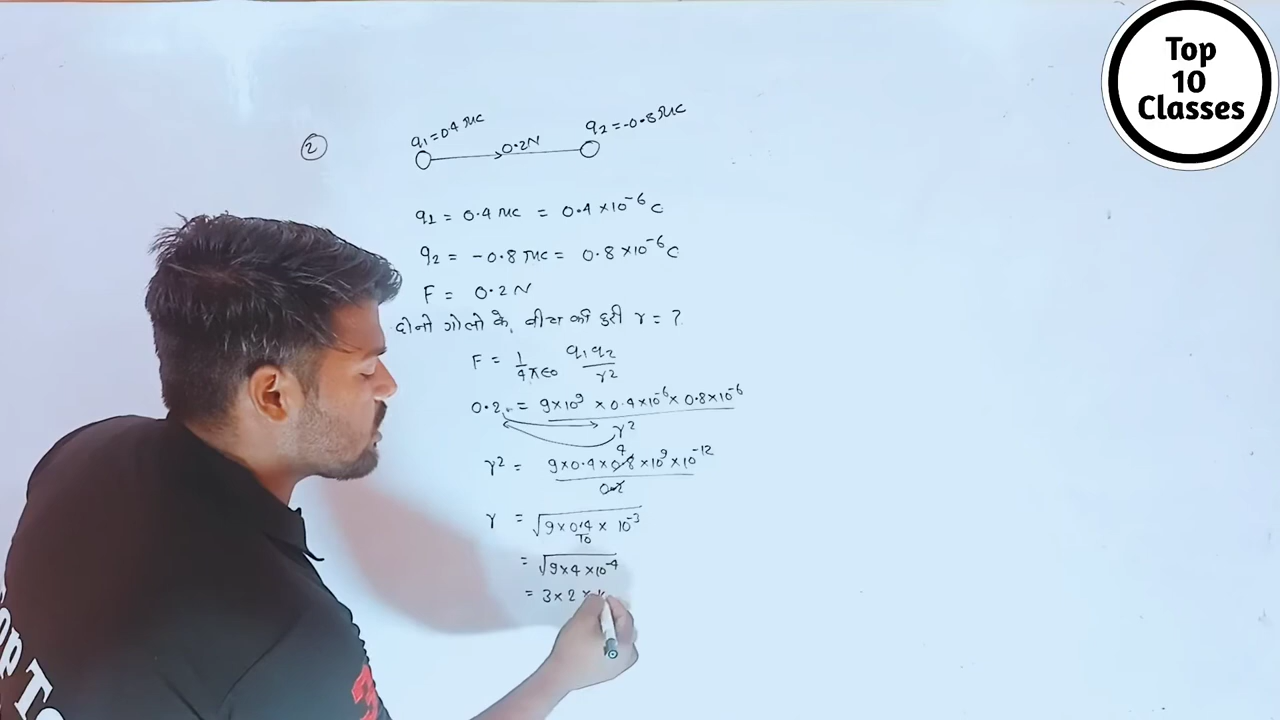 Top
10
Classes
2
q1 = 0.4 μC
0.2N
q2 = -0.8 μC
q1 = 0.4 μC = 0.4 ×10⁻⁶ C
q2 = -0.8 μC = 0.8 ×10⁻⁶ C
F = 0.2 N
दोनो गोलो के, बीच की दुरी r = ?
F = 1/4π∈0 q1q2/r2
0.2 = 9×10⁹ × 0.4×10⁻⁶ × 0.8×10⁻⁶ / r2
r2 = 9×0.4×0.8×10⁹×10⁻¹² / 0.2
4
r = √9×04/10 × 10⁻³
= √9×4×10⁻⁴
= 3×2×